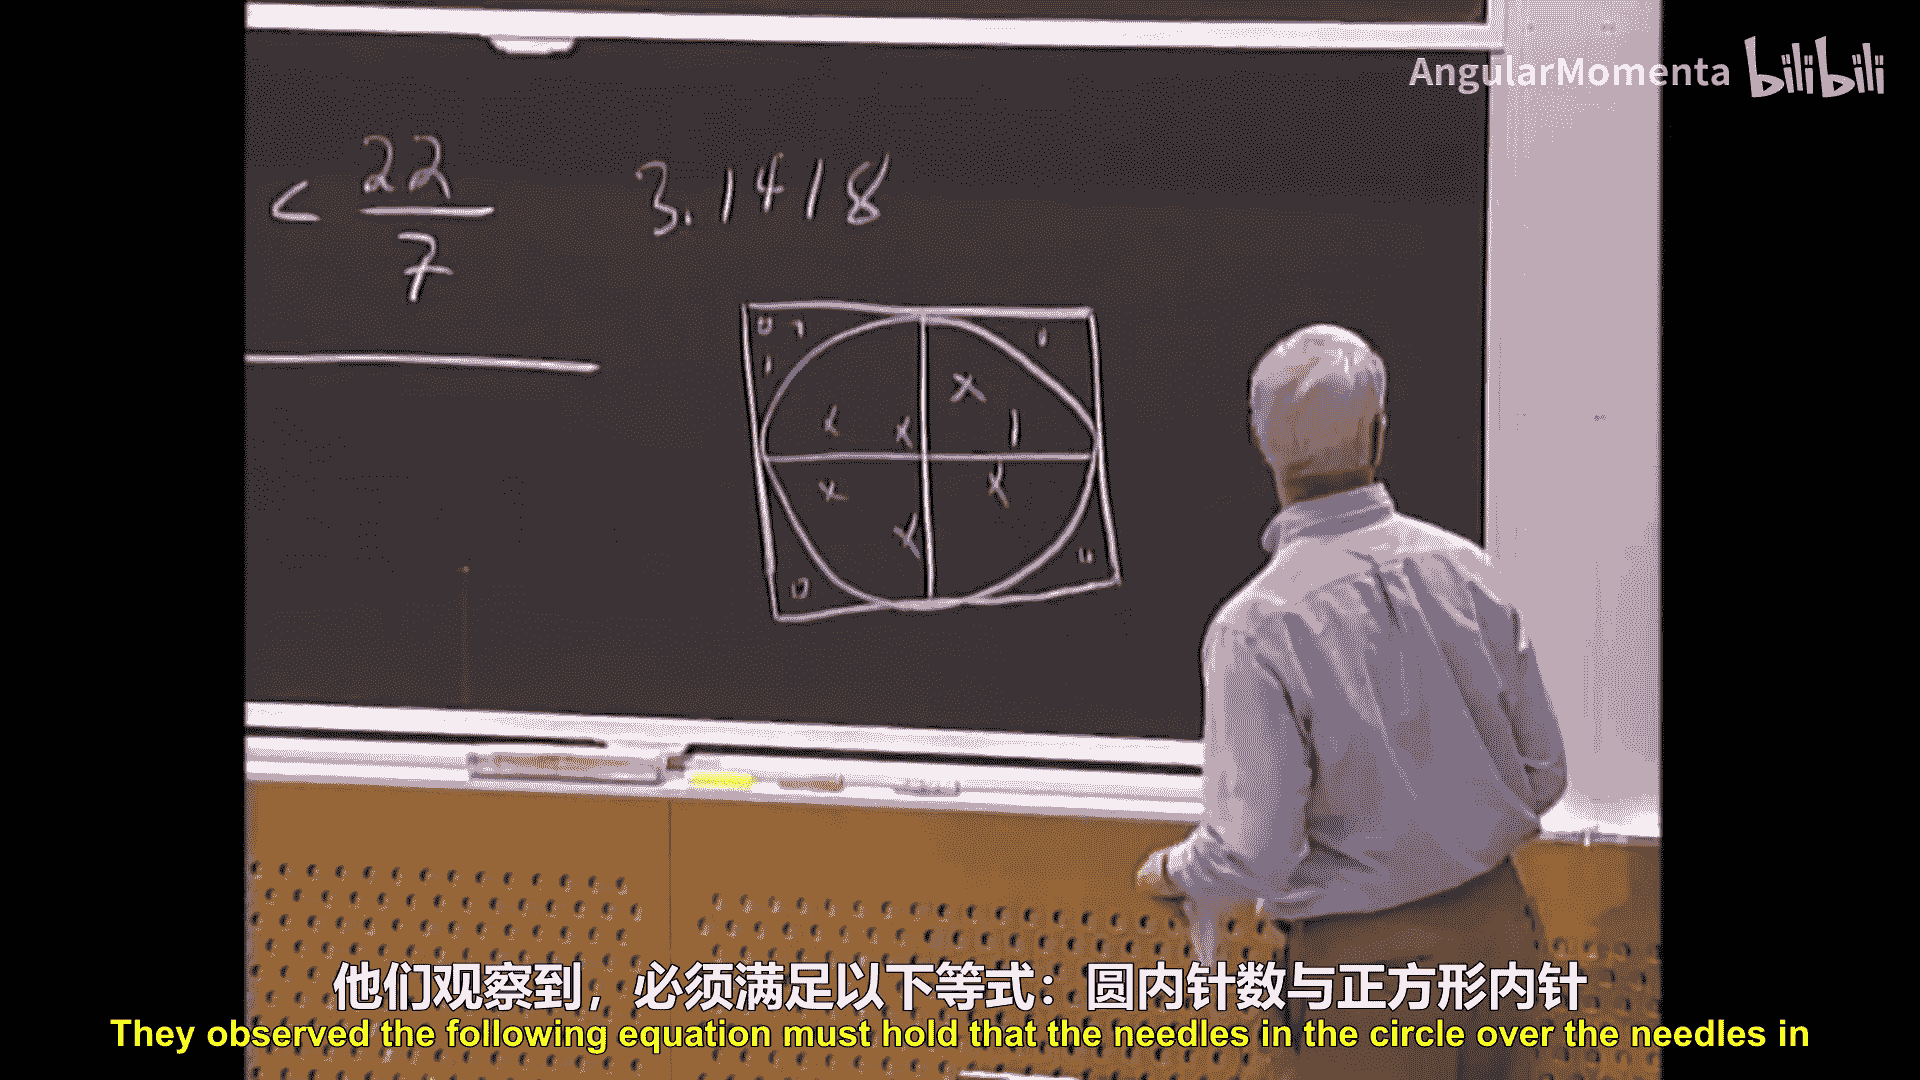 AngularMomenta bilibili
< 22/7 3.1418
他们观察到，必须满足以下等式：圆内针数与正方形内针
They observed the following equation must hold that the needles in the circle over the needles in